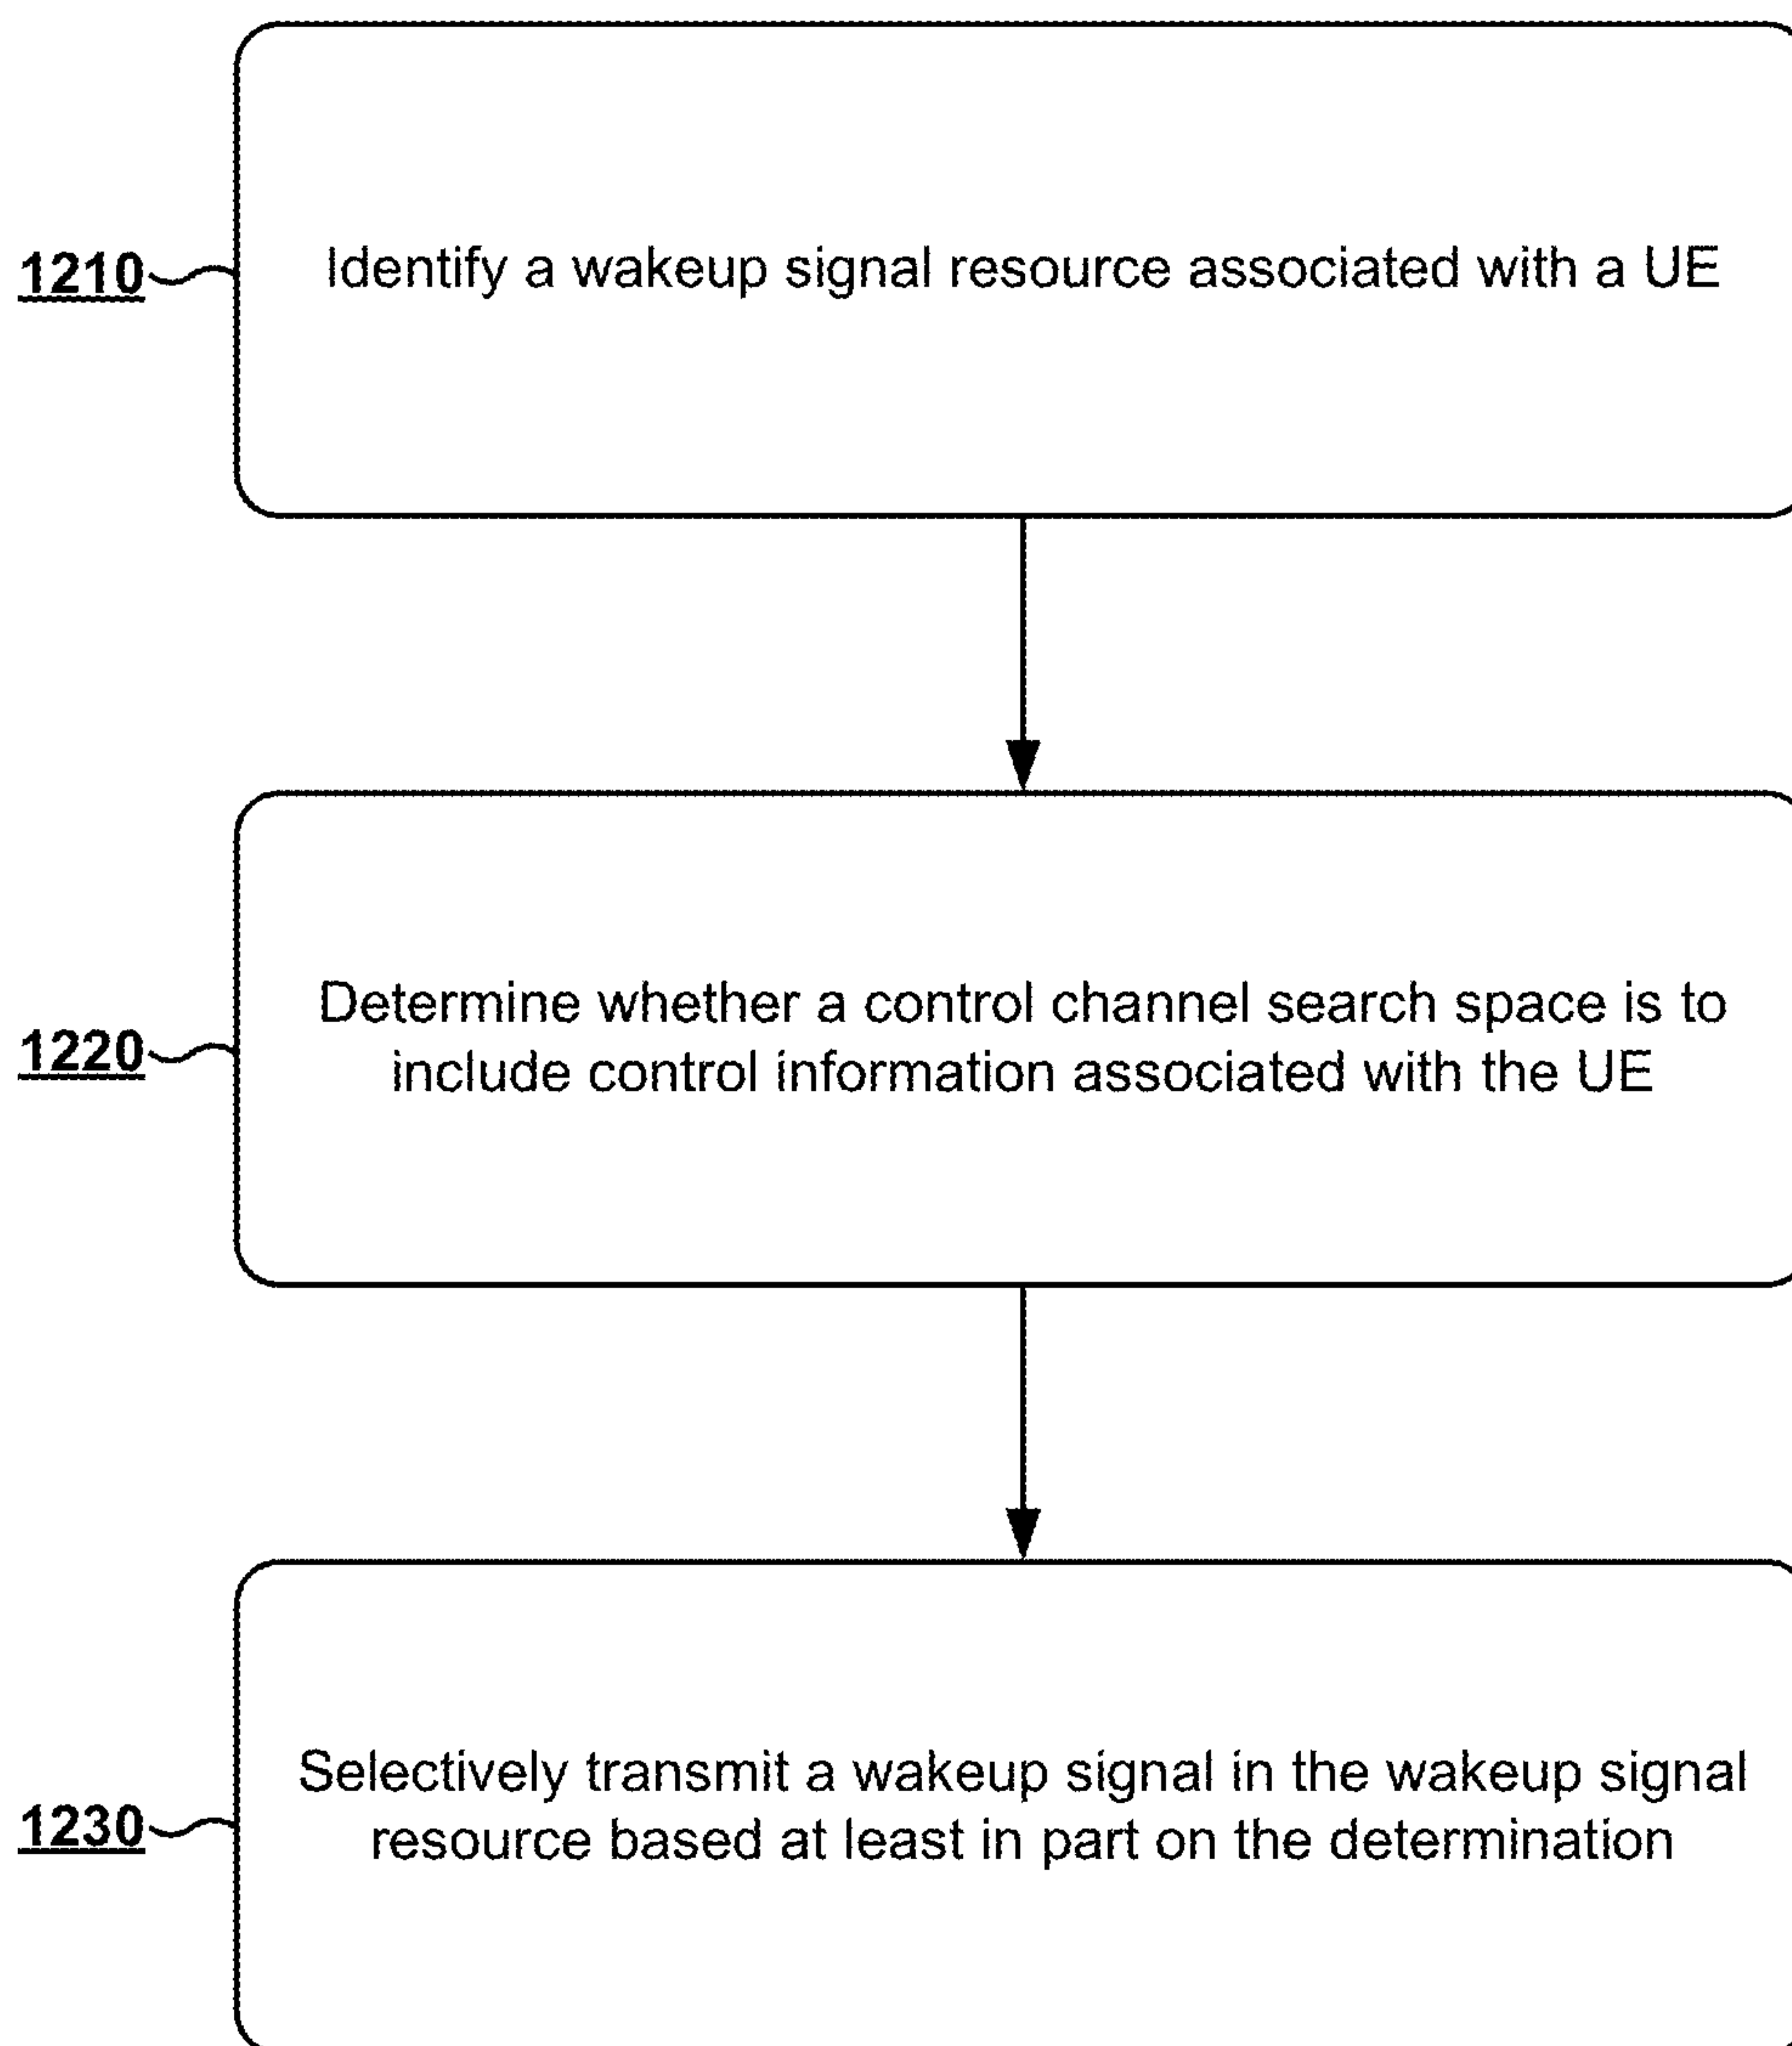 1210
Identify a wakeup signal resource associated with a UE
1220
Determine whether a control channel search space is to
include control information associated with the UE
1230
Selectively transmit a wakeup signal in the wakeup signal
resource based at least in part on the determination